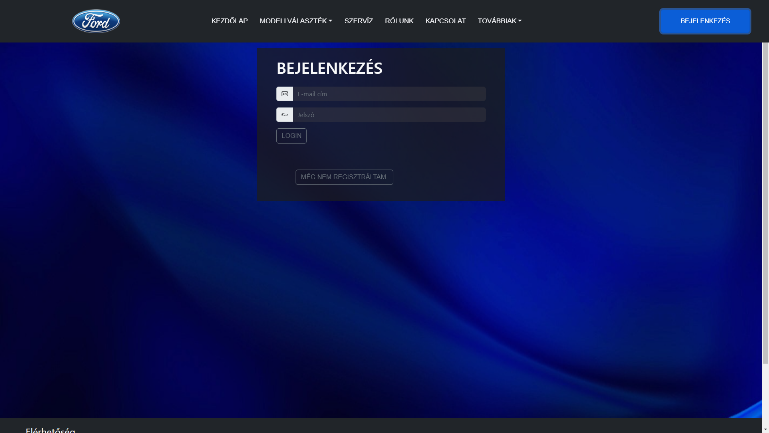 Ford
KEZDŐLAP
MODELLVÁLASZTÉK
SZERVÍZ
RÓLUNK
KAPCSOLAT
TOVÁBBIAK
BEJELENKEZÉS
BEJELENKEZÉS
E-mail cím
Jelszó
LOGIN
MÉG NEM REGISZTRÁLTAM
Elérhetőség